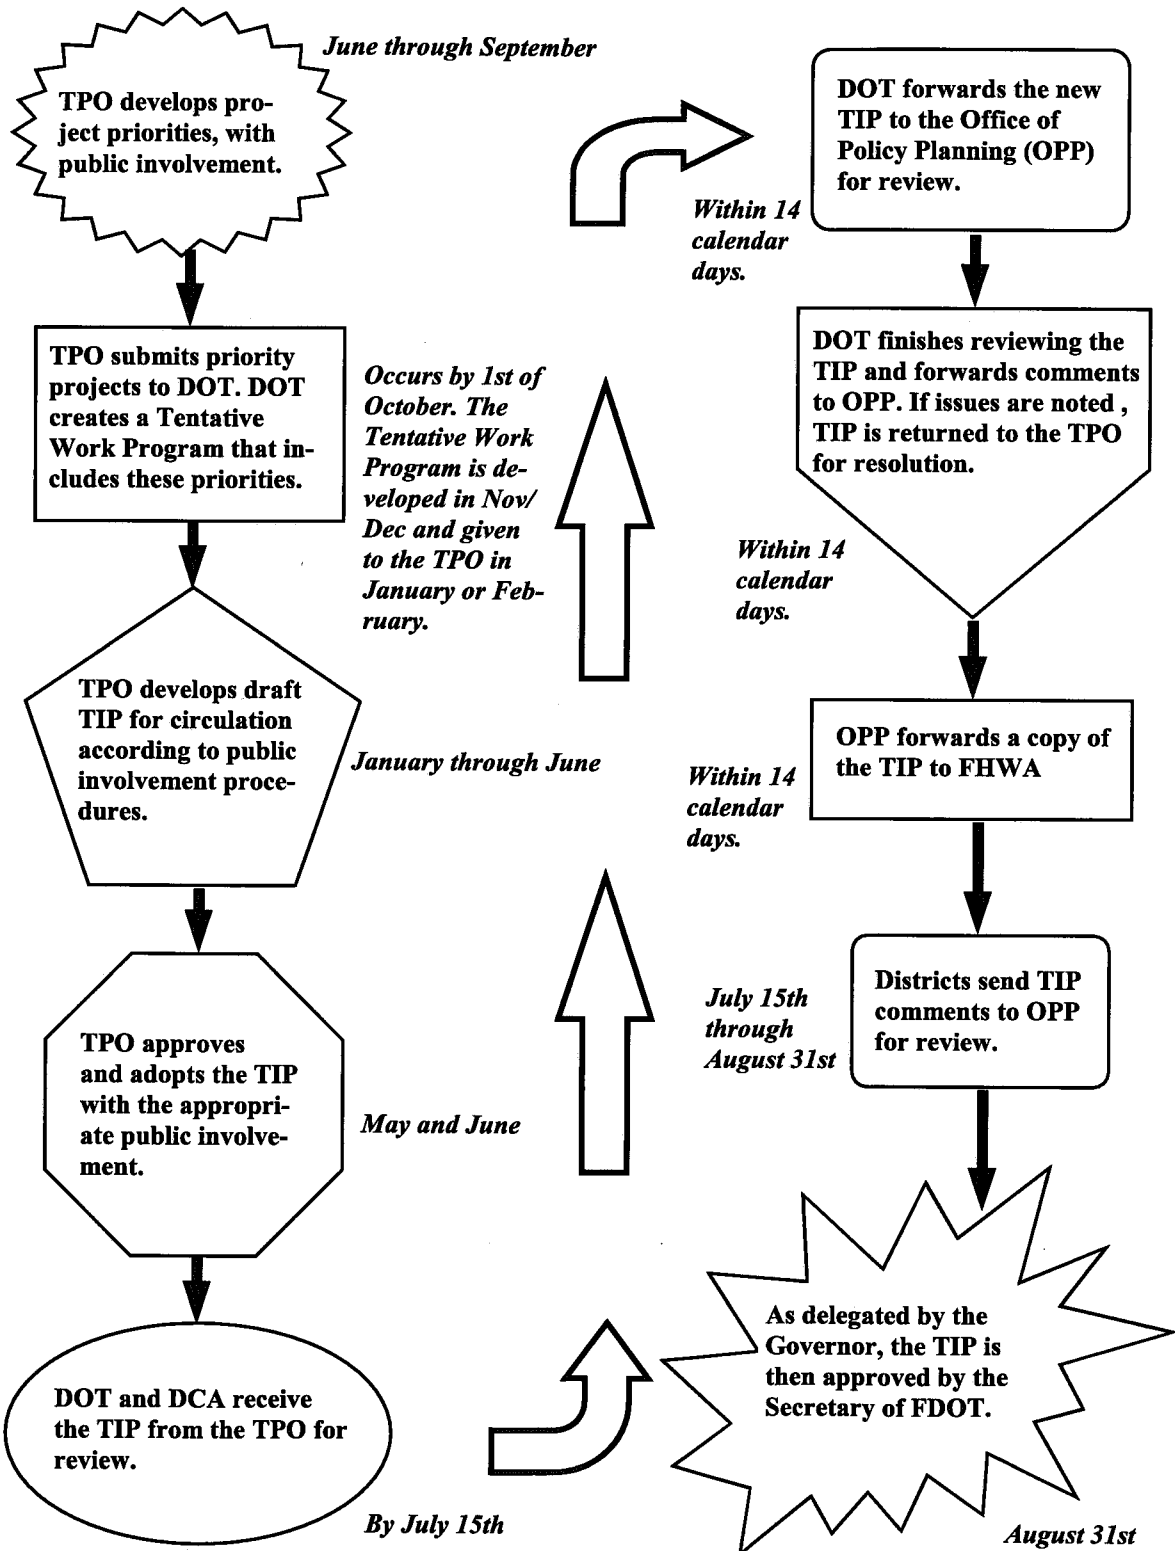 June through September
TPO develops pro-
ject priorities, with
public involvement.
TPO submits priority
projects to DOT. DOT
creates a Tentative
Work Program that in-
cludes these priorities.
Occurs by 1st of
October. The
Tentative Work
Program is de-
veloped in Nov/
Dec and given
to the TPO in
January or Feb-
ruary.
TPO develops draft
TIP for circulation
according to public
involvement proce-
dures.
January through June
TPO approves
and adopts the TIP
with the appropri-
ate public involve-
ment.
May and June
DOT and DCA receive
the TIP from the TPO for
review.
By July 15th
DOT forwards the new
TIP to the Office of
Policy Planning (OPP)
for review.
Within 14
calendar
days.
DOT finishes reviewing the
TIP and forwards comments
to OPP. If issues are noted ,
TIP is returned to the TPO
for resolution.
Within 14
calendar
days.
OPP forwards a copy of
the TIP to FHWA
Within 14
calendar
days.
Districts send TIP
comments to OPP
for review.
July 15th
through
August 31st
As delegated by the
Governor, the TIP is
then approved by the
Secretary of FDOT.
August 31st